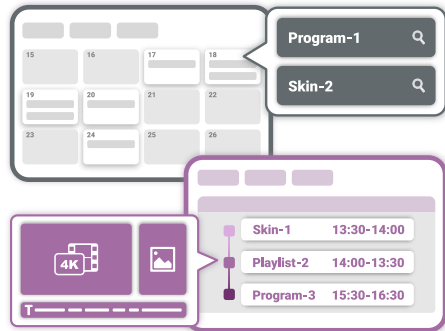 15 16 17 18
Program-1
19 20 21 22
Skin-2
23 24 25 26
Skin-1 13:30-14:00
4K
Playlist-2 14:00-13:30
T
Program-3 15:30-16:30